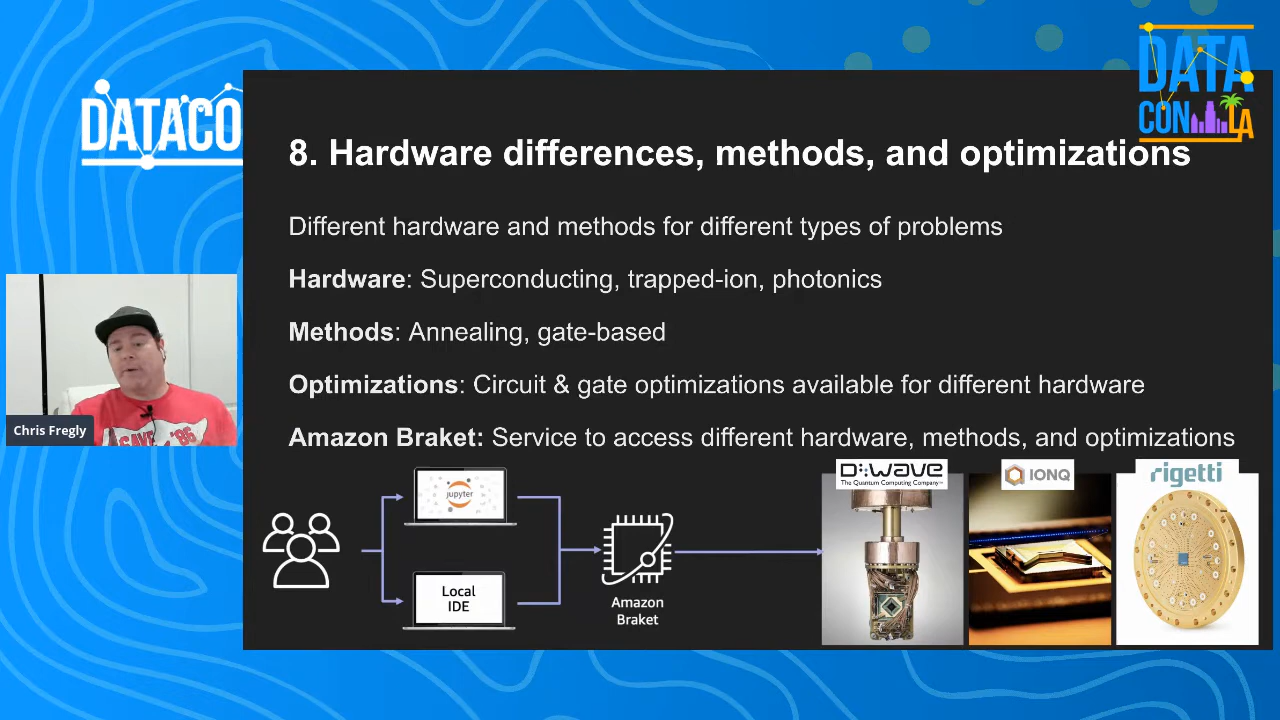 DATACO
DATA
CON LA
8. Hardware differences, methods, and optimizations
Different hardware and methods for different types of problems
Hardware: Superconducting, trapped-ion, photonics
Methods: Annealing, gate-based
Optimizations: Circuit & gate optimizations available for different hardware
Amazon Braket: Service to access different hardware, methods, and optimizations
Chris Fregly
SAVE '85
jupyter
Local
IDE
Amazon
Braket
D:wave
The Quantum Computing Company™
IONQ
rigetti